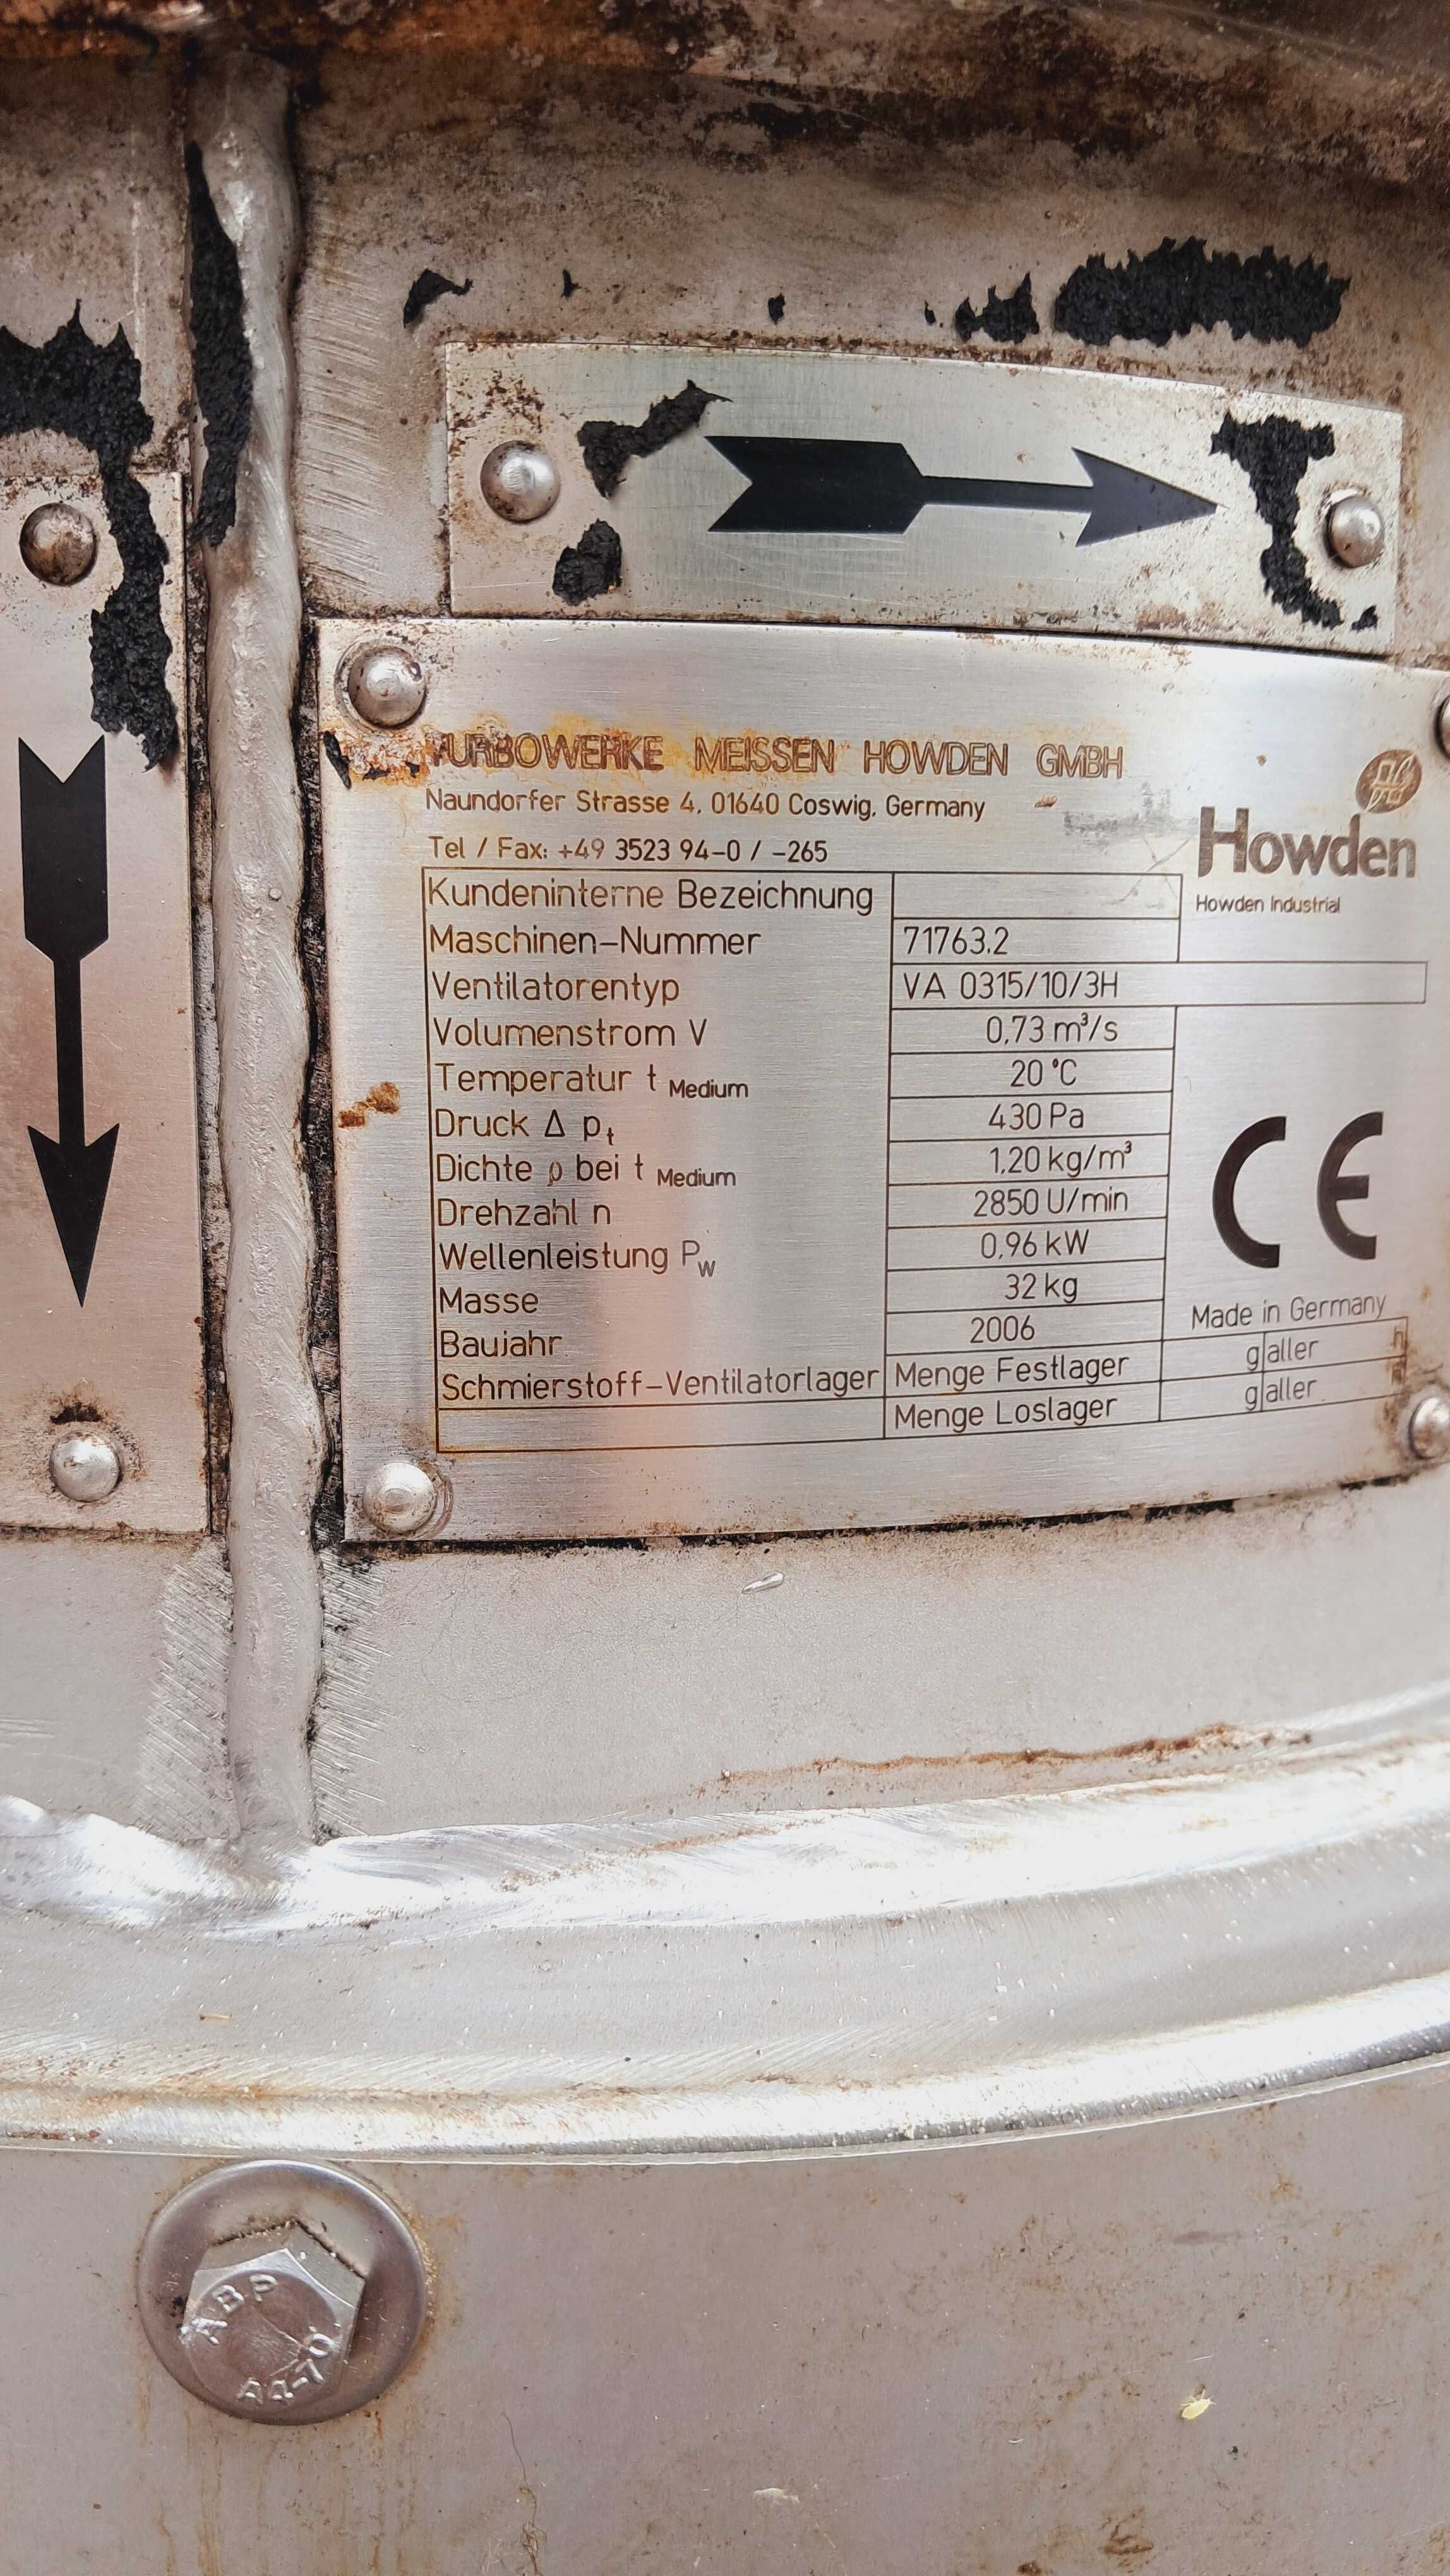 TURBOWERKE MEISSEN HOWDEN GMBH
Naundorfer Strasse 4, 01640 Coswig, Germany
Tel / Fax: +49 3523 94-0 / -265
Howden
Howden Industrial
Kundeninterne Bezeichnung
Maschinen-Nummer 71763.2
Ventilatorentyp VA 0315/10/3H
Volumenstrom V 0,73 m³/s
Temperatur t Medium 20 °C
Druck Δ pt 430 Pa
Dichte ρ bei t Medium 1,20 kg/m³
Drehzahl n 2850 U/min
Wellenleistung Pw 0,96 kW
Masse 32 kg
Baujahr 2006
CE
Made in Germany
Schmierstoff-Ventilatorlager Menge Festlager g aller h
Menge Loslager g aller h
ABP
A4-70